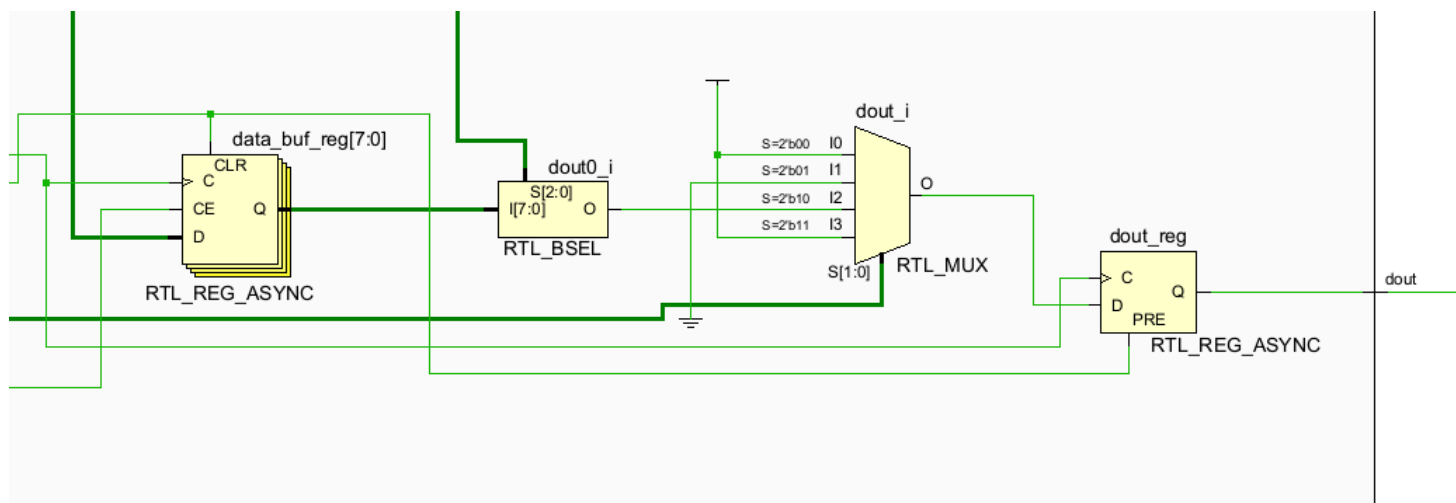 data_buf_reg[7:0]
CLR
C
CE
Q
D
RTL_REG_ASYNC
dout0_i
S[2:0]
I[7:0]
O
RTL_BSEL
dout_i
S=2'b00
I0
S=2'b01
I1
S=2'b10
I2
S=2'b11
I3
O
S[1:0]
RTL_MUX
dout_reg
C
Q
D
PRE
RTL_REG_ASYNC
dout